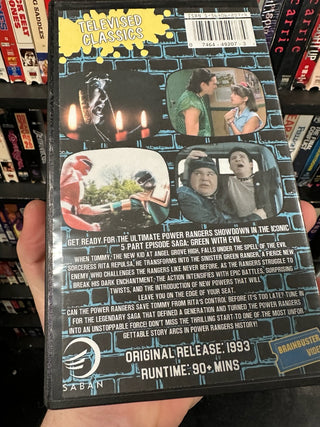 TELEVISED
CLASSICS
GET READY FOR THE ULTIMATE POWER RANGERS SHOWDOWN IN THE ICONIC
5 PART EPISODE SAGA: GREEN WITH EVIL
WHEN TOMMY, THE NEW KID AT ANGEL GROVE HIGH, FALLS UNDER THE SPELL OF THE EVIL
SORCERESS RITA REPULSA, HE TRANSFORMS INTO THE SINISTER GREEN RANGER, A FIERCE NEW
ENEMY WHO CHALLENGES THE RANGERS LIKE NEVER BEFORE. AS THE RANGERS STRUGGLE TO
BREAK HIS DARK ENCHANTMENT, THE ACTION INTENSIFIES WITH EPIC BATTLES, SURPRISING
TWISTS, AND THE INTRODUCTION OF NEW POWERS THAT WILL
LEAVE YOU ON THE EDGE OF YOUR SEAT.
CAN THE POWER RANGERS SAVE TOMMY FROM RITA'S CONTROL BEFORE IT'S TOO LATE? TUNE IN
FOR THE LEGENDARY SAGA THAT DEFINED A GENERATION AND TURNED THE POWER RANGERS
INTO AN UNSTOPPABLE FORCE! DON'T MISS THE THRILLING START TO ONE OF THE MOST UNFOR
GETTABLE STORY ARCS IN POWER RANGERS HISTORY!
SABAN
ORIGINAL RELEASE: 1993
RUNTIME: 90+ MINS
BRAINBUSTER
VIDEO